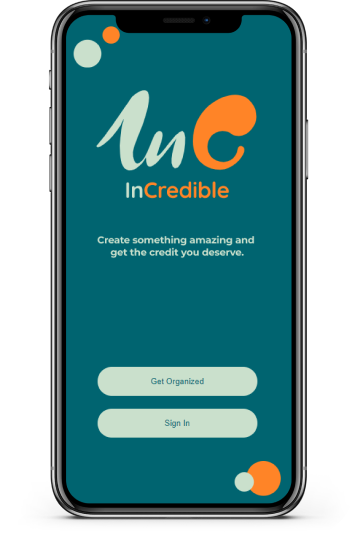 InC
InCredible
Create something amazing and
get the credit you deserve.
Get Organized
Sign In